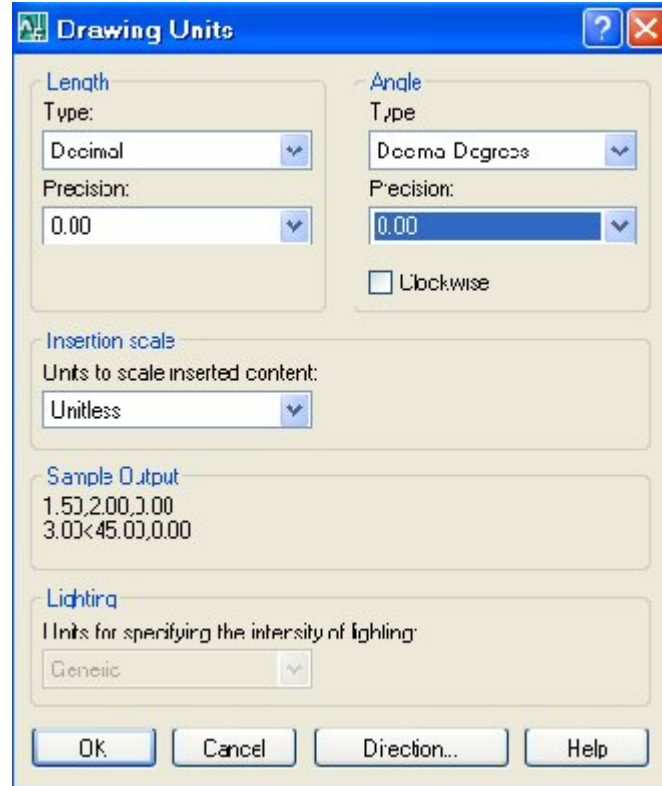 Drawing Units
Length
Type:
Decimal
Precision:
0.00
Angle
Type
Decimal Degrees
Precision:
0.00
Clockwise
Insertion scale
Units to scale inserted content:
Unitless
Sample Output
1.50,2.00,0.00
3.00<45.00,0.00
Lighting
Units for specifying the intensity of lighting:
Generic
OK
Cancel
Direction...
Help